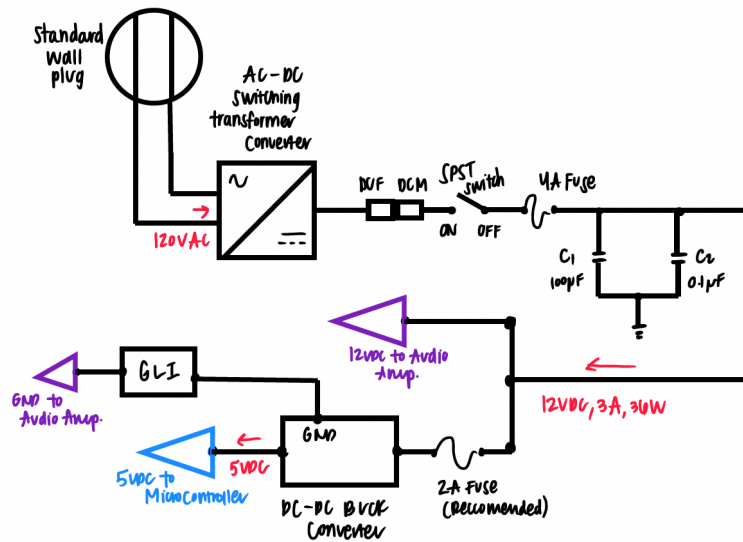 Standard
wall
plug
AC-DC
switching
transformer
converter
120VAC
DCF
DCM
SPST
switch
ON
OFF
4A Fuse
C1
100µF
C2
0.1µF
12VDC to Audio
Amp.
12VDC, 3A, 36W
GLI
GND to
Audio Amp.
GND
5VDC
5VDC to
MicroController
DC-DC BUCK
Converter
2A Fuse
(Reccomended)